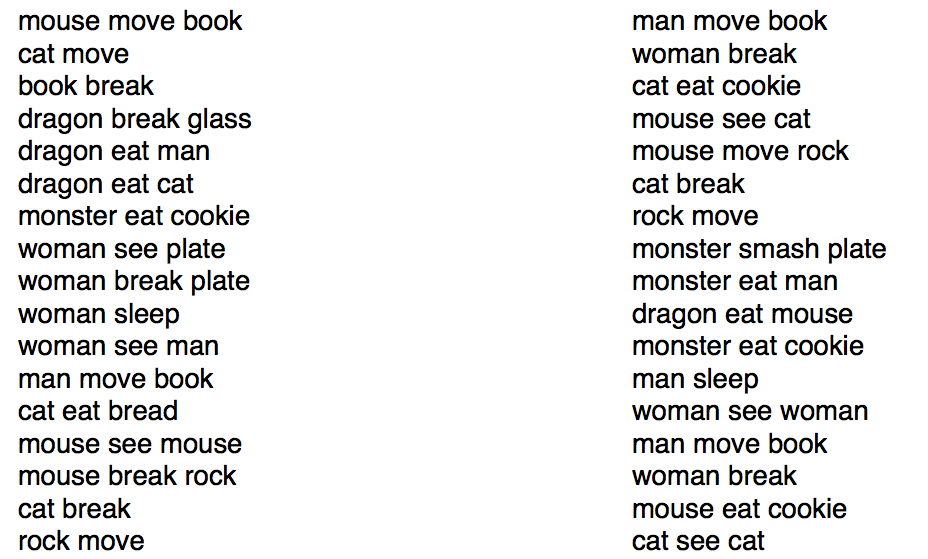 mouse move book
cat move
book break
dragon break glass
dragon eat man
dragon eat cat
monster eat cookie
woman see plate
woman break plate
woman sleep
woman see man
man move book
cat eat bread
mouse see mouse
mouse break rock
cat break
rock move
man move book
woman break
cat eat cookie
mouse see cat
mouse move rock
cat break
rock move
monster smash plate
monster eat man
dragon eat mouse
monster eat cookie
man sleep
woman see woman
man move book
woman break
mouse eat cookie
cat see cat